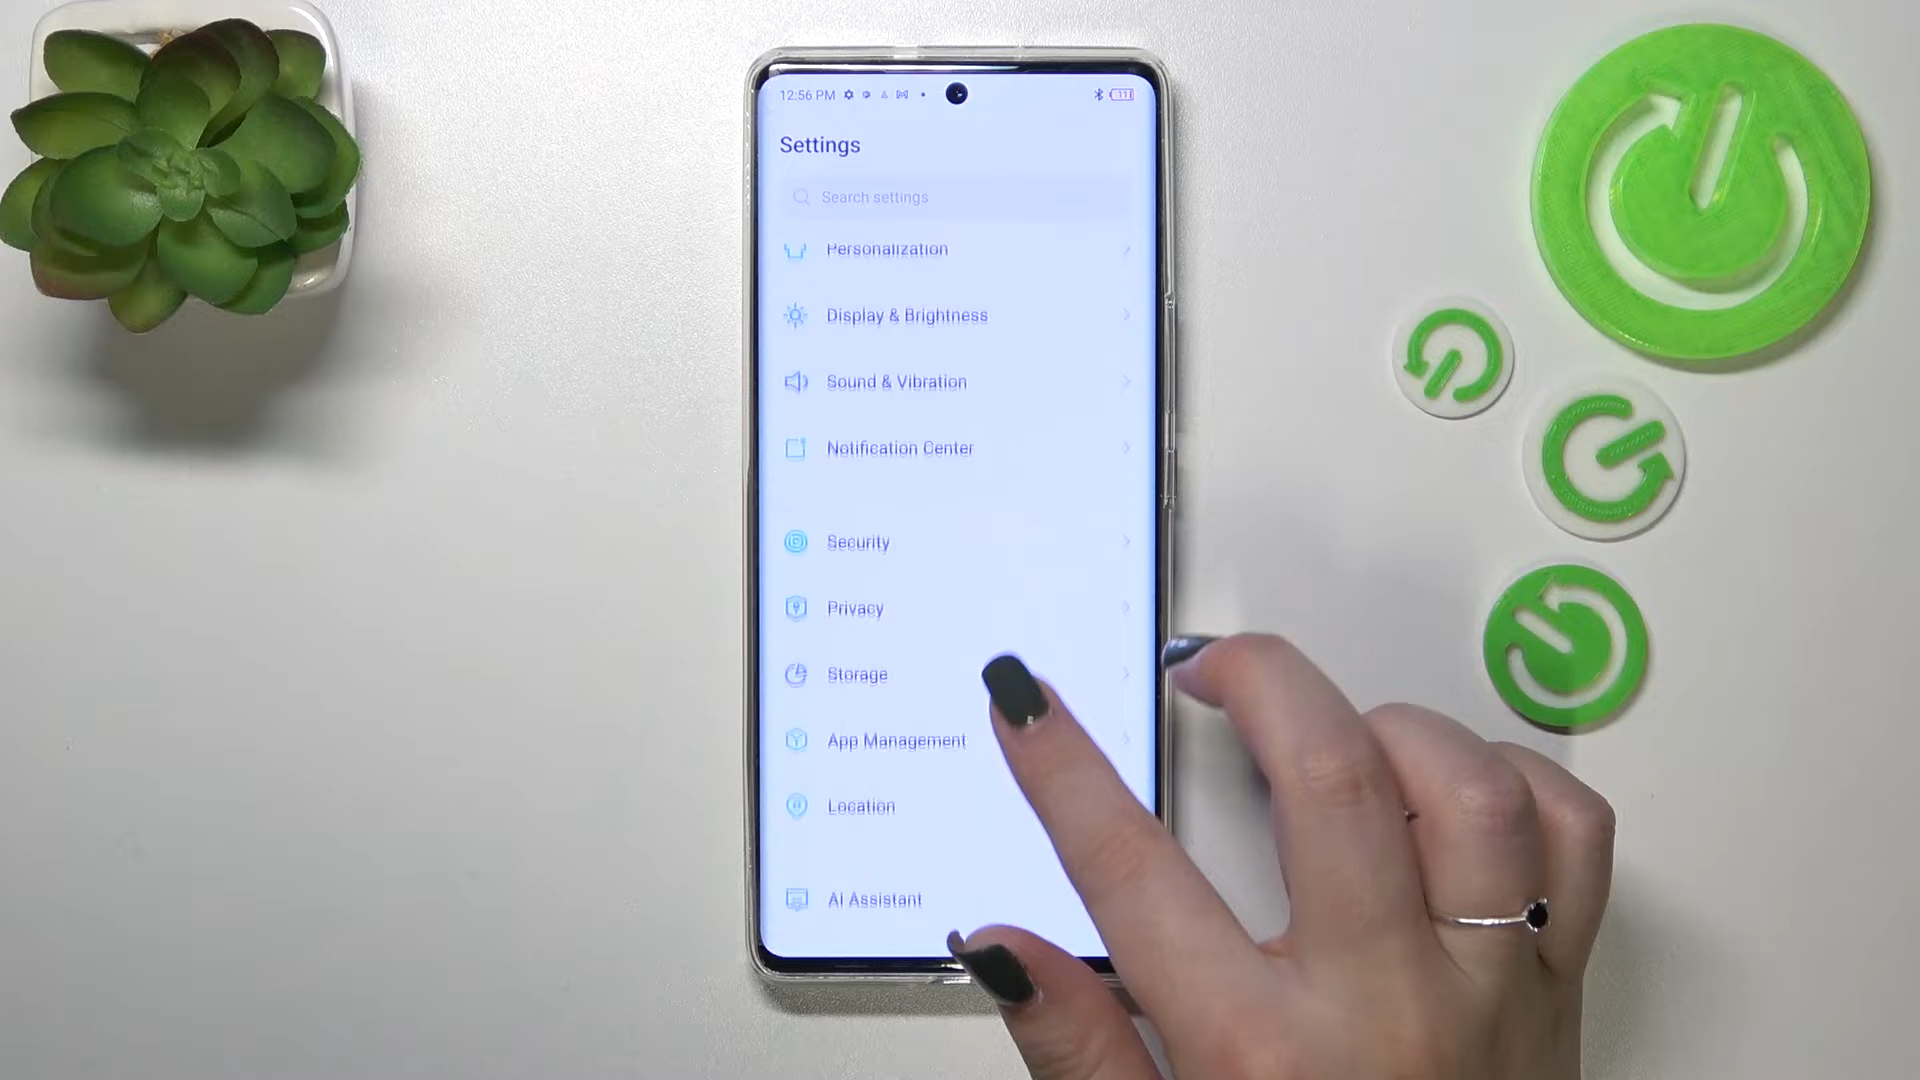 12:56 PM
11
Settings
Search settings
Personalization
Display & Brightness
Sound & Vibration
Notification Center
Security
Privacy
Storage
App Management
Location
AI Assistant